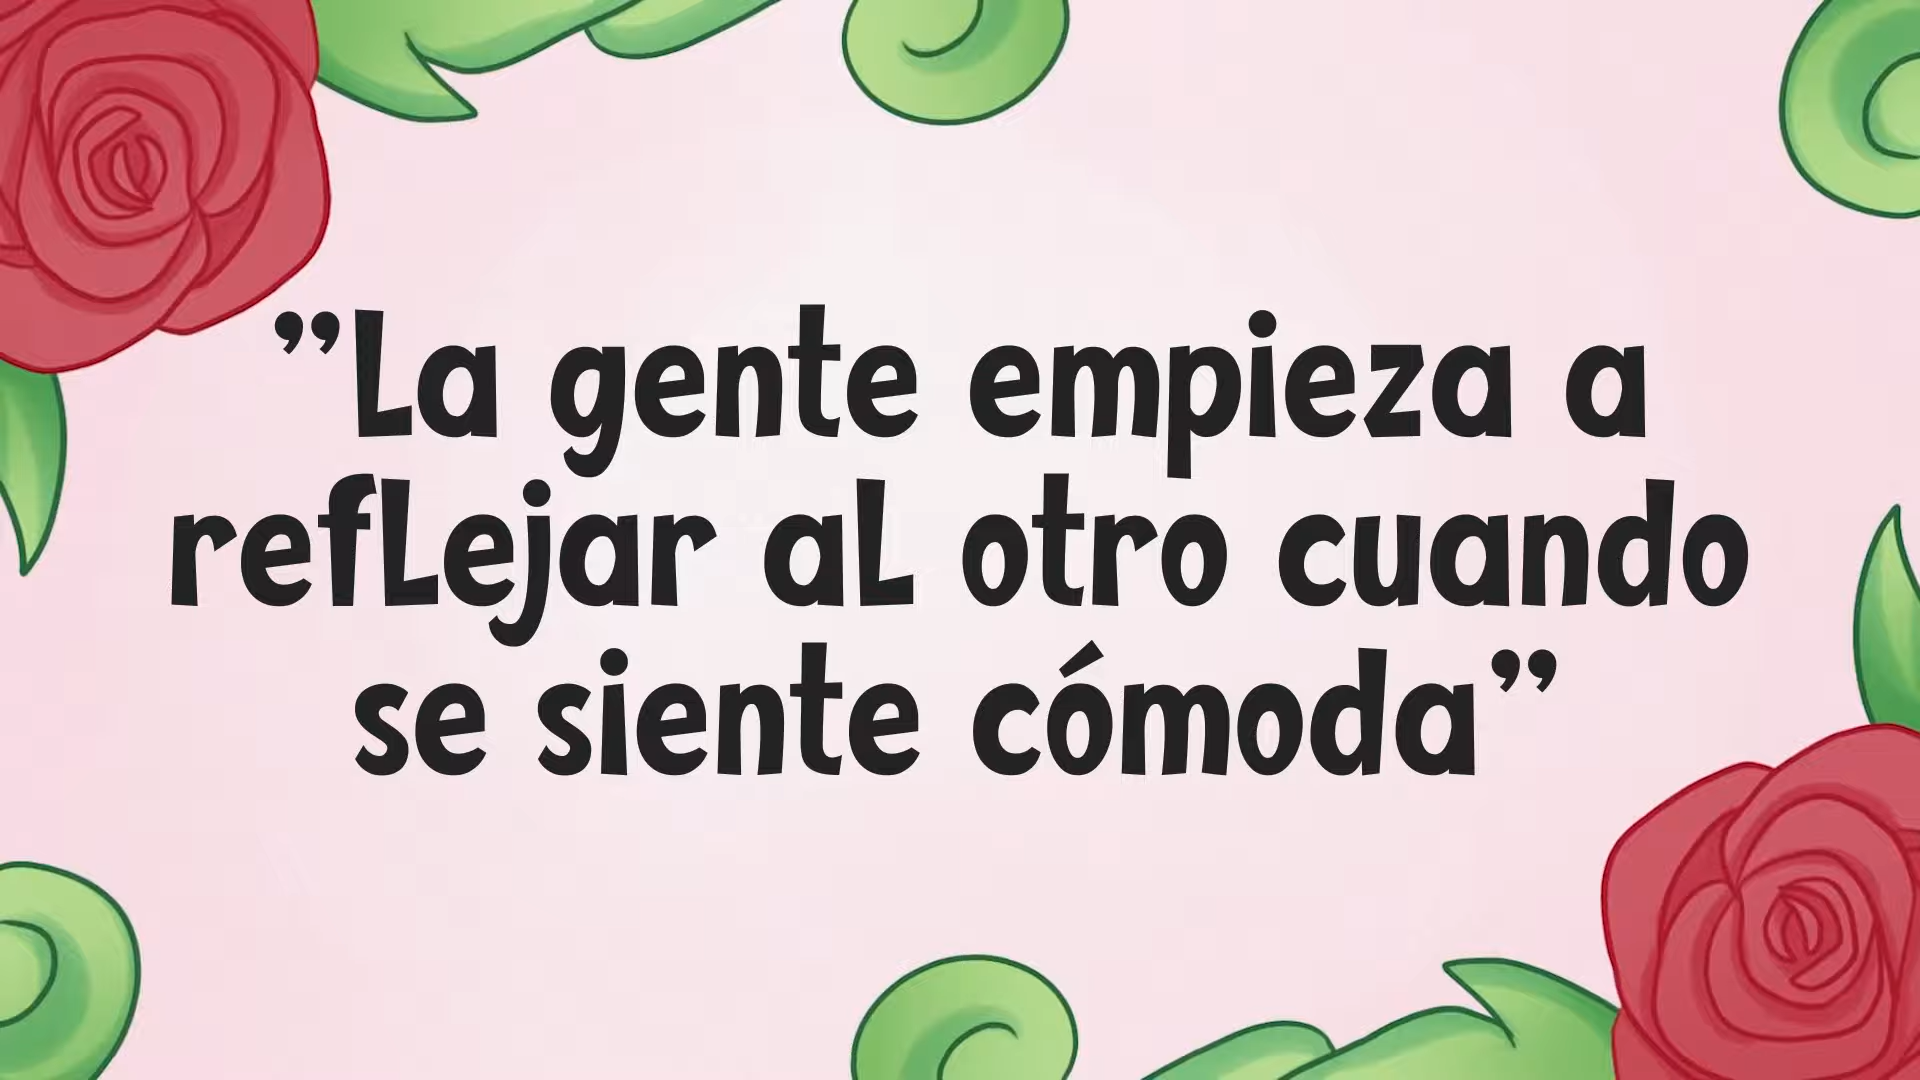 ”La gente empieza a
reflejar al otro cuando
se siente cómoda”